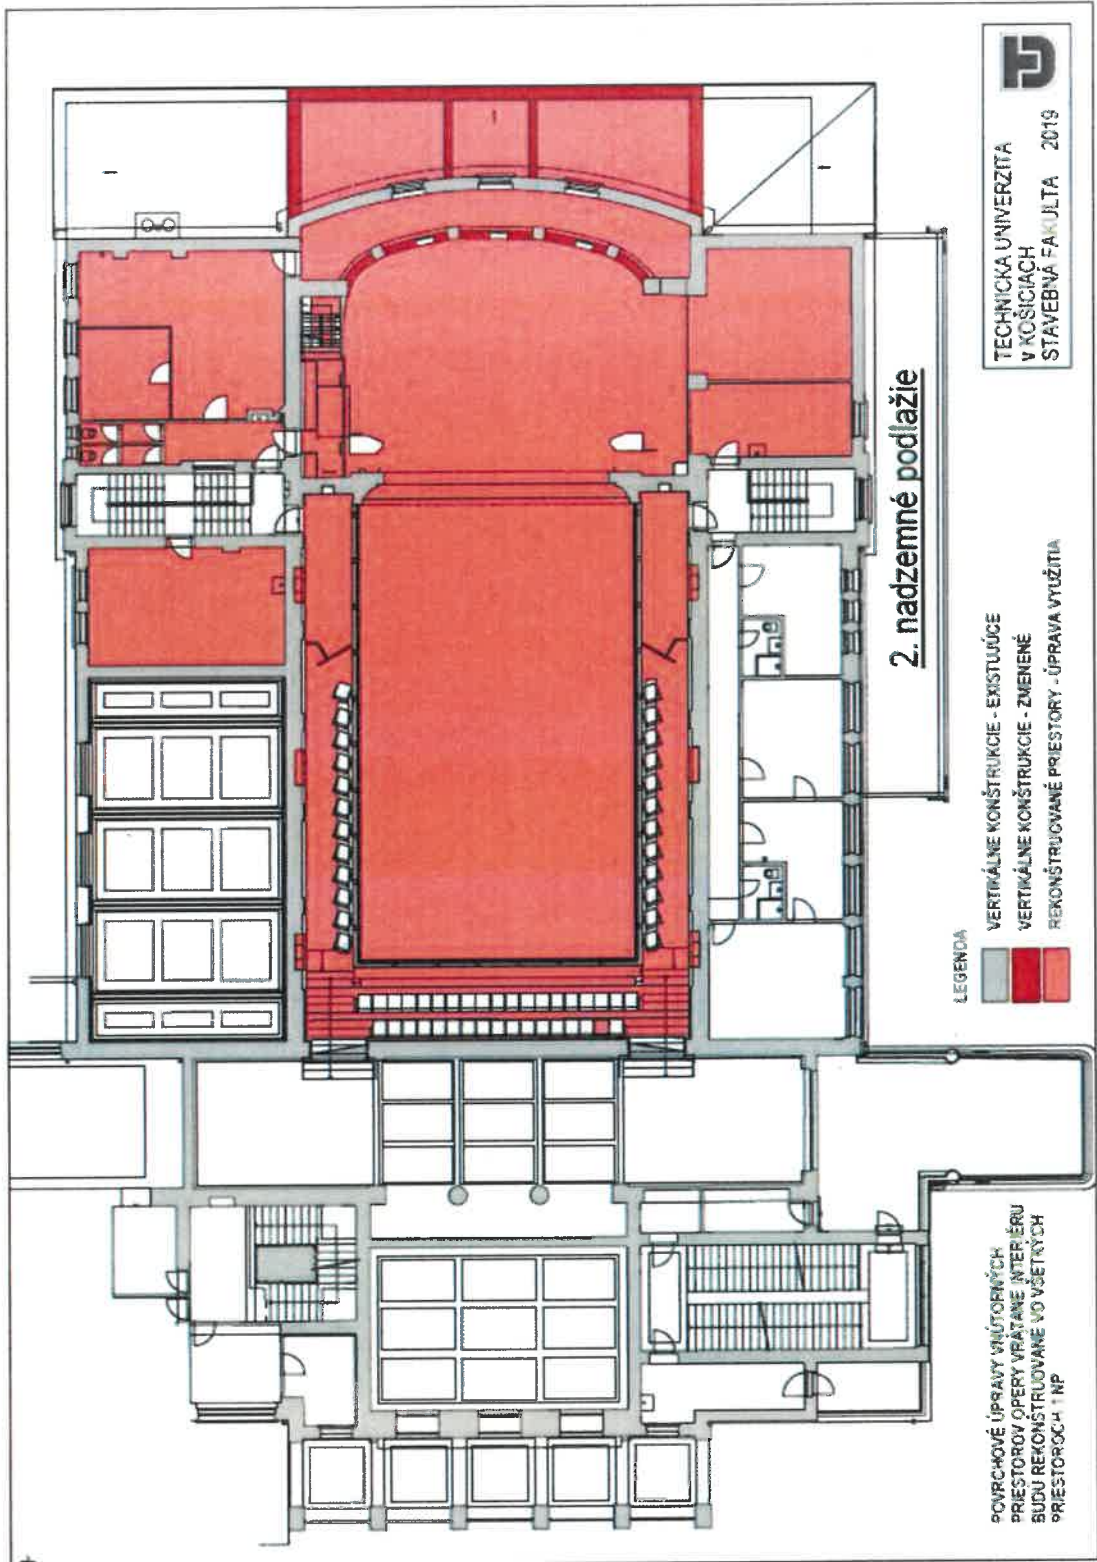 POVRCHOVÉ ÚPRAVY VNÚTORNÝCH
PRIESTOROV OPERY VRÁTANE INTERIÉRU
BUDÚ REKONŠTRUOVANÉ VO VŠETKÝCH
PRIESTOROCH 1 NP
LEGENDA
VERTIKÁLNE KONŠTRUKCIE - EXISTUJÚCE
VERTIKÁLNE KONŠTRUKCIE - ZMENENÉ
REKONŠTRUOVANÉ PRIESTORY - ÚPRAVA VYUŽITIA
2. nadzemné podlažie
TECHNICKÁ UNIVERZITA
V KOŠICIACH
STAVEBNÁ FAKULTA 2019
TU